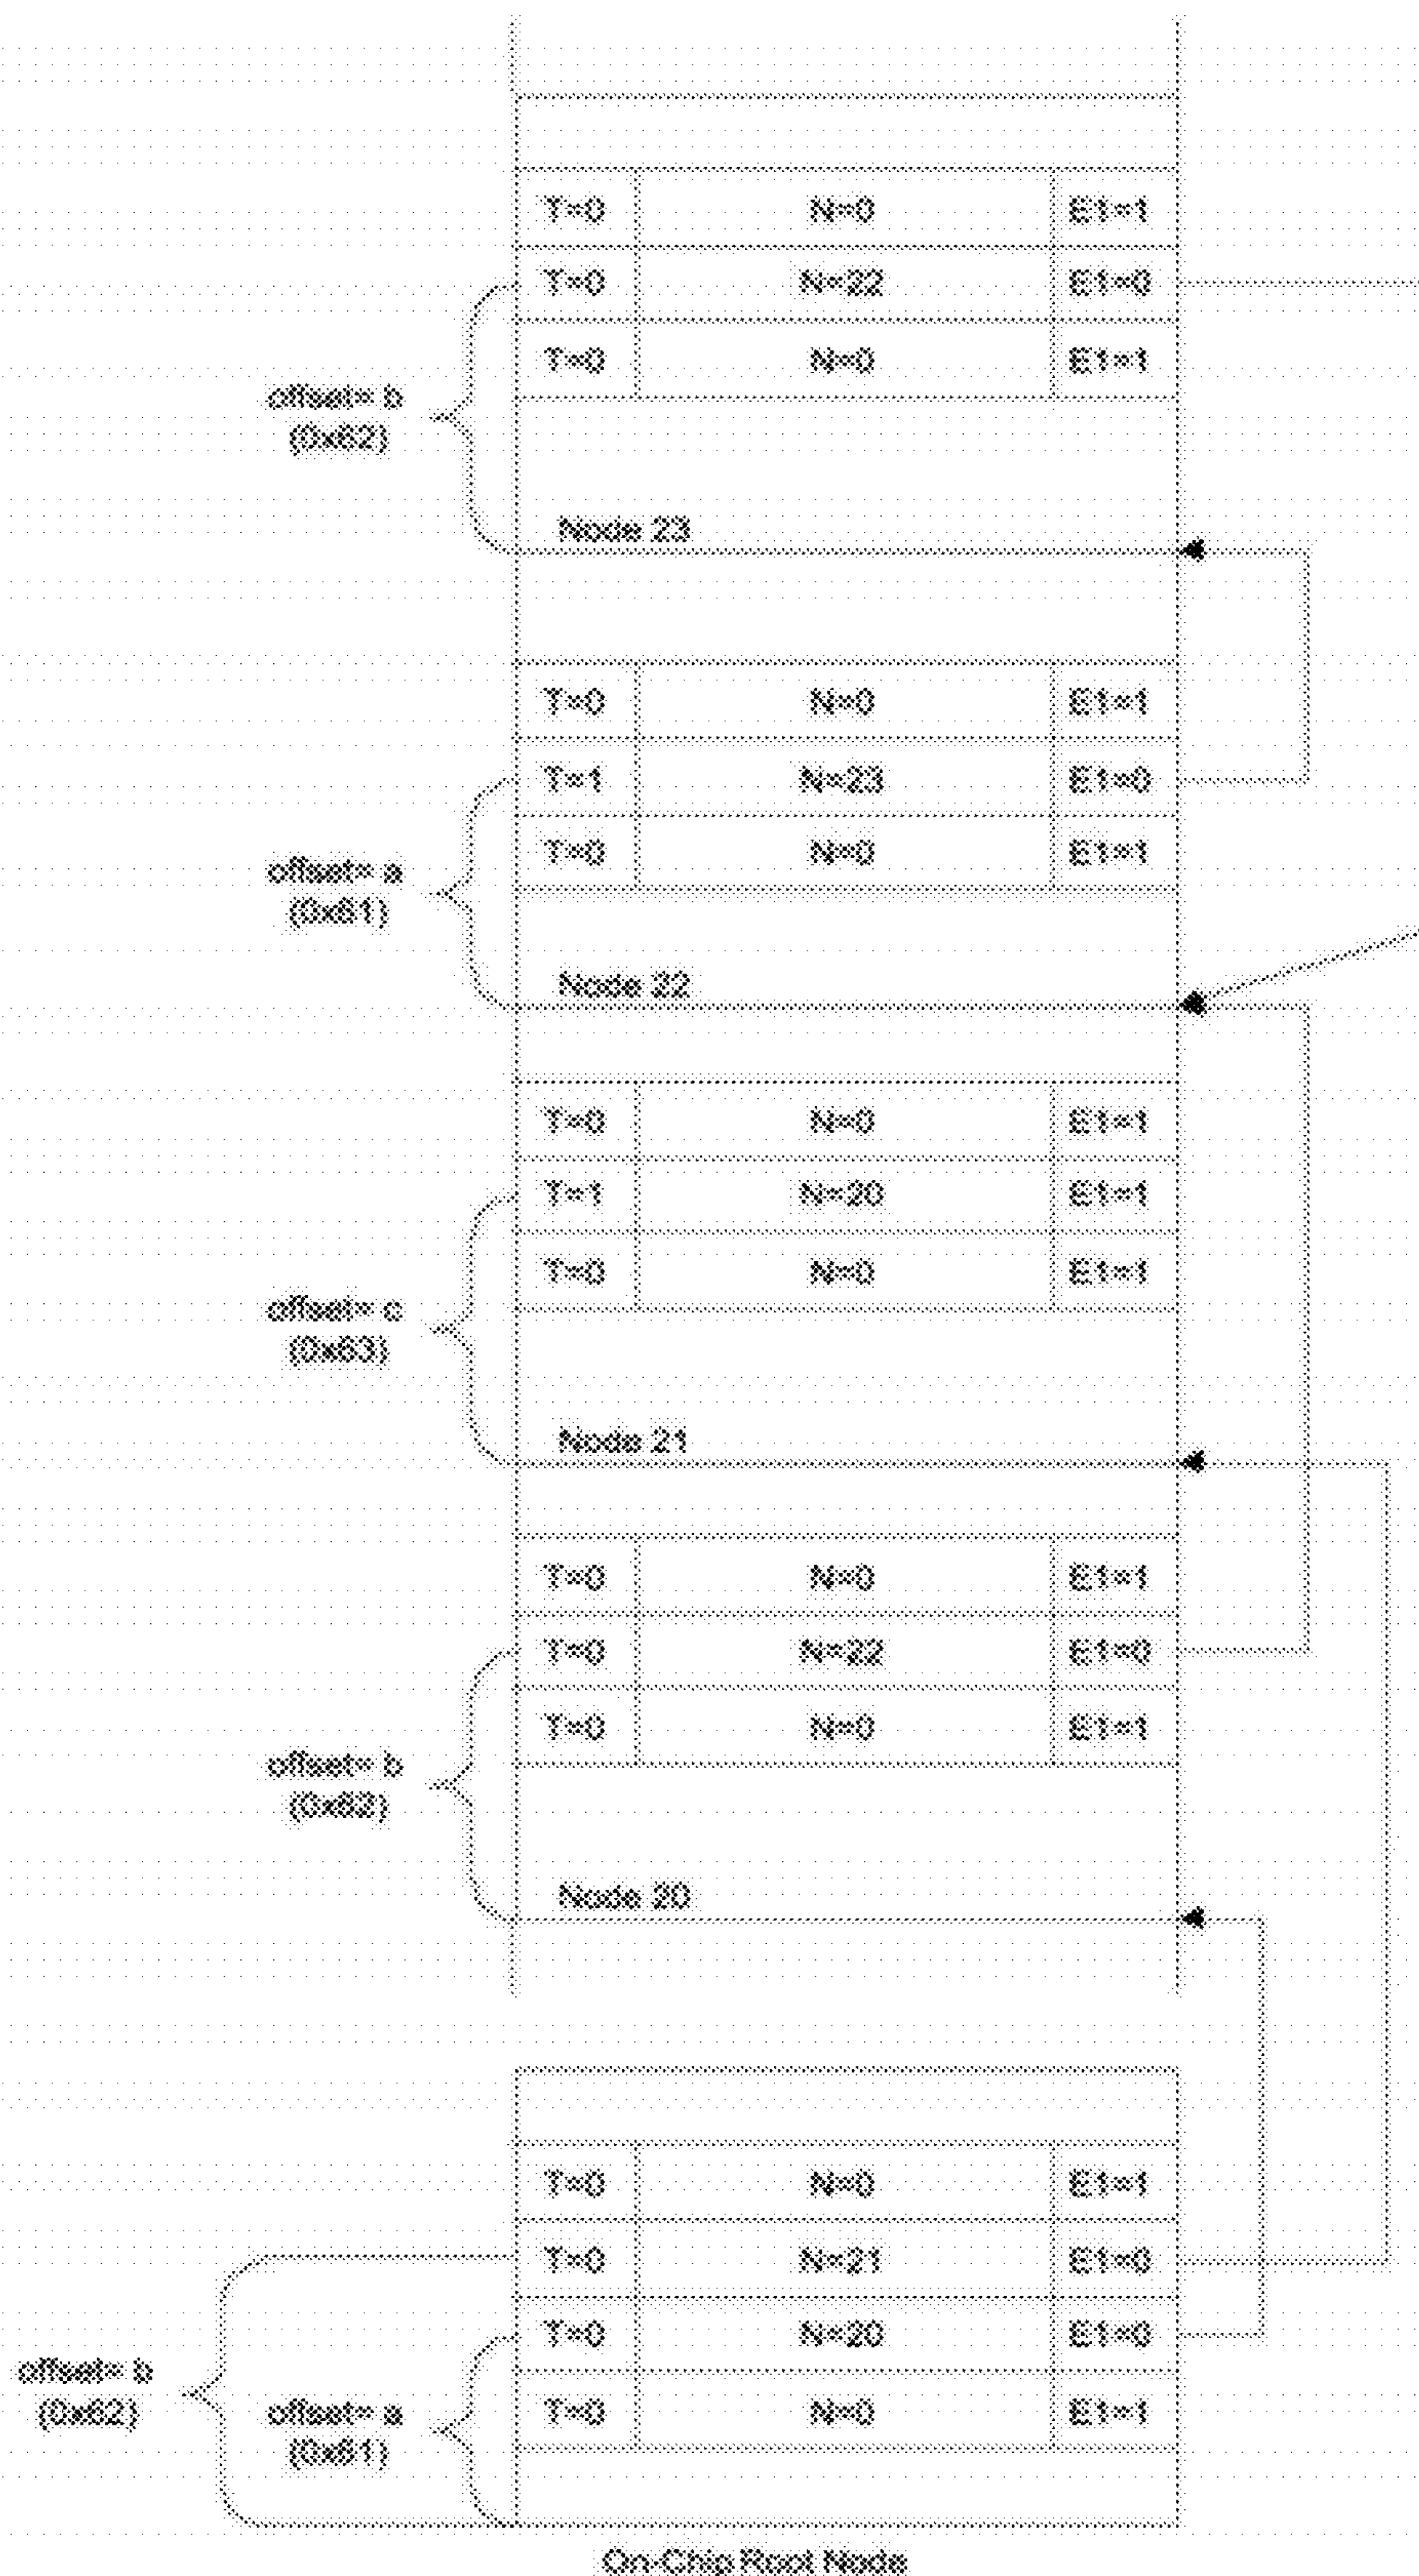 T=0 N=0 E1=1
T=0 N=22 E1=0
T=0 N=0 E1=1
offset= b
(0x62)
Node 23
T=0 N=0 E1=1
T=1 N=23 E1=0
T=0 N=0 E1=1
offset= a
(0x61)
Node 22
T=0 N=0 E1=1
T=1 N=20 E1=1
T=0 N=0 E1=1
offset= c
(0x63)
Node 21
T=0 N=0 E1=1
T=0 N=22 E1=0
T=0 N=0 E1=1
offset= b
(0x62)
Node 20
T=0 N=0 E1=1
T=0 N=21 E1=0
T=0 N=20 E1=0
offset= b
(0x62)
T=0 N=0 E1=1
offset= a
(0x61)
On-Chip Root Node